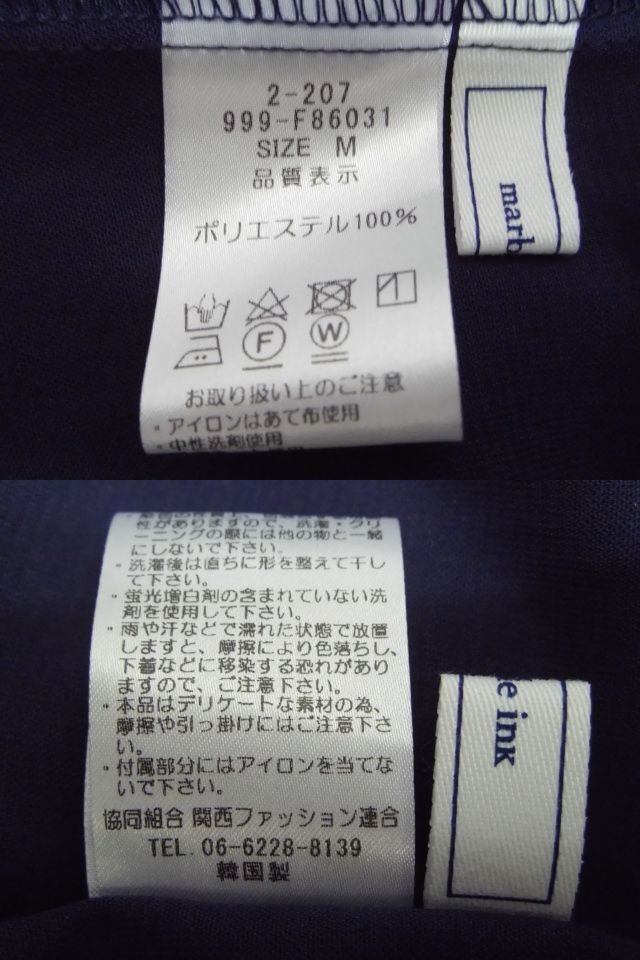 2-207
999-F86031
SIZE M
品質表示
ポリエステル100%
F
W
お取り扱い上のご注意
・アイロンはあて布使用
・中性洗剤使用
marb
性がありますので、洗濯・クリ
ーニングの際には他の物と一緒
にしないで下さい。
・洗濯後は直ちに形を整えて干し
て下さい。
・蛍光増白剤の含まれていない洗
剤を使用して下さい。
・雨や汗などで濡れた状態で放置
しますと、摩擦により色落ちし、
下着などに移染する恐れがあり
ますので、ご注意下さい。
・本品はデリケートな素材の為、
摩擦や引っ掛けにはご注意下さ
い。
・付属部分にはアイロンを当てな
いで下さい。
協同組合 関西ファッション連合
TEL. 06-6228-8139
韓国製
le ink